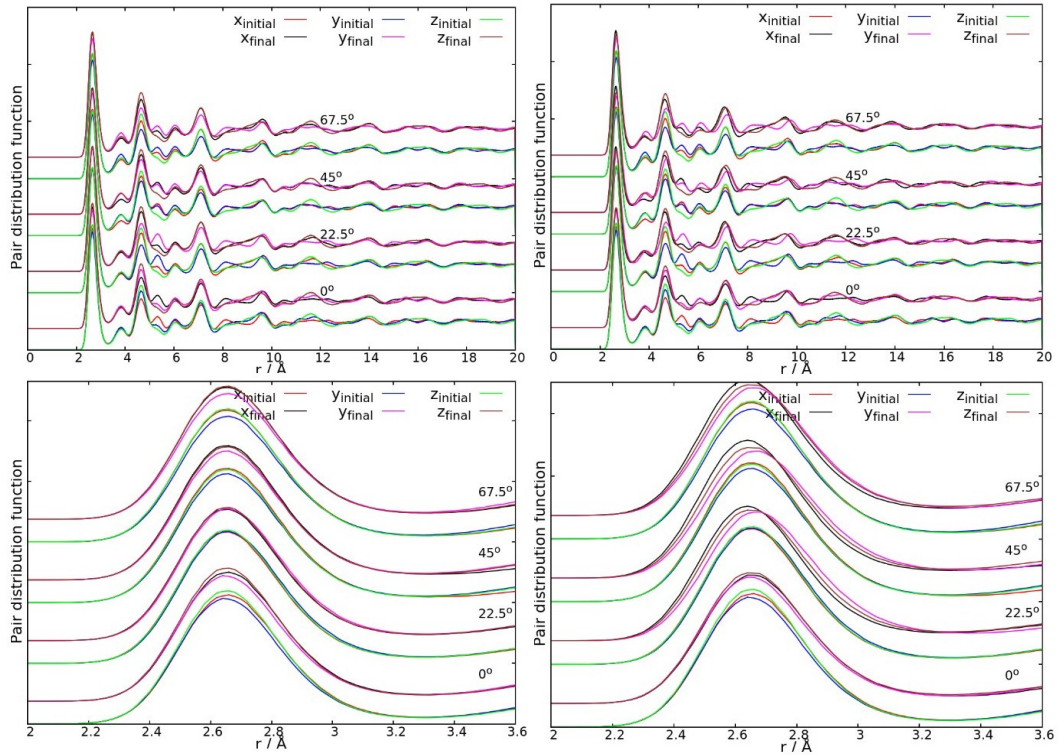 x_initial y_initial z_initial
x_final y_final z_final
Pair distribution function
67.5°
45°
22.5°
0°
0 2 4 6 8 10 12 14 16 18 20
r / Å
x_initial y_initial z_initial
x_final y_final z_final
Pair distribution function
67.5°
45°
22.5°
0°
0 2 4 6 8 10 12 14 16 18 20
r / Å
x_initial y_initial z_initial
x_final y_final z_final
Pair distribution function
67.5°
45°
22.5°
0°
2 2.2 2.4 2.6 2.8 3 3.2 3.4 3.6
r / Å
x_initial y_initial z_initial
x_final y_final z_final
Pair distribution function
67.5°
45°
22.5°
0°
2 2.2 2.4 2.6 2.8 3 3.2 3.4 3.6
r / Å